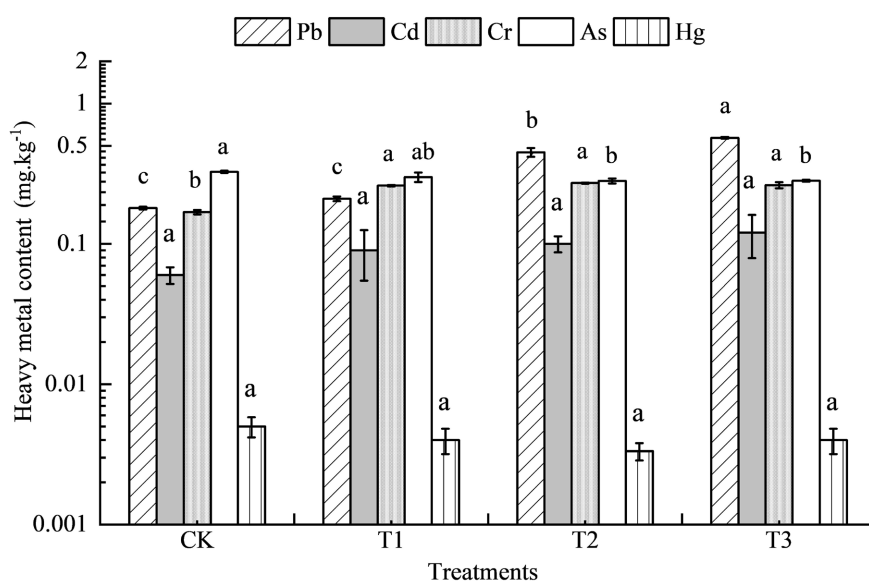 Pb Cd Cr As Hg
Heavy metal content (mg.kg-1)
2
1
0.5
0.1
0.01
0.001
c a b a a
c a a ab a
b a a b a
a a a b a
CK T1 T2 T3
Treatments